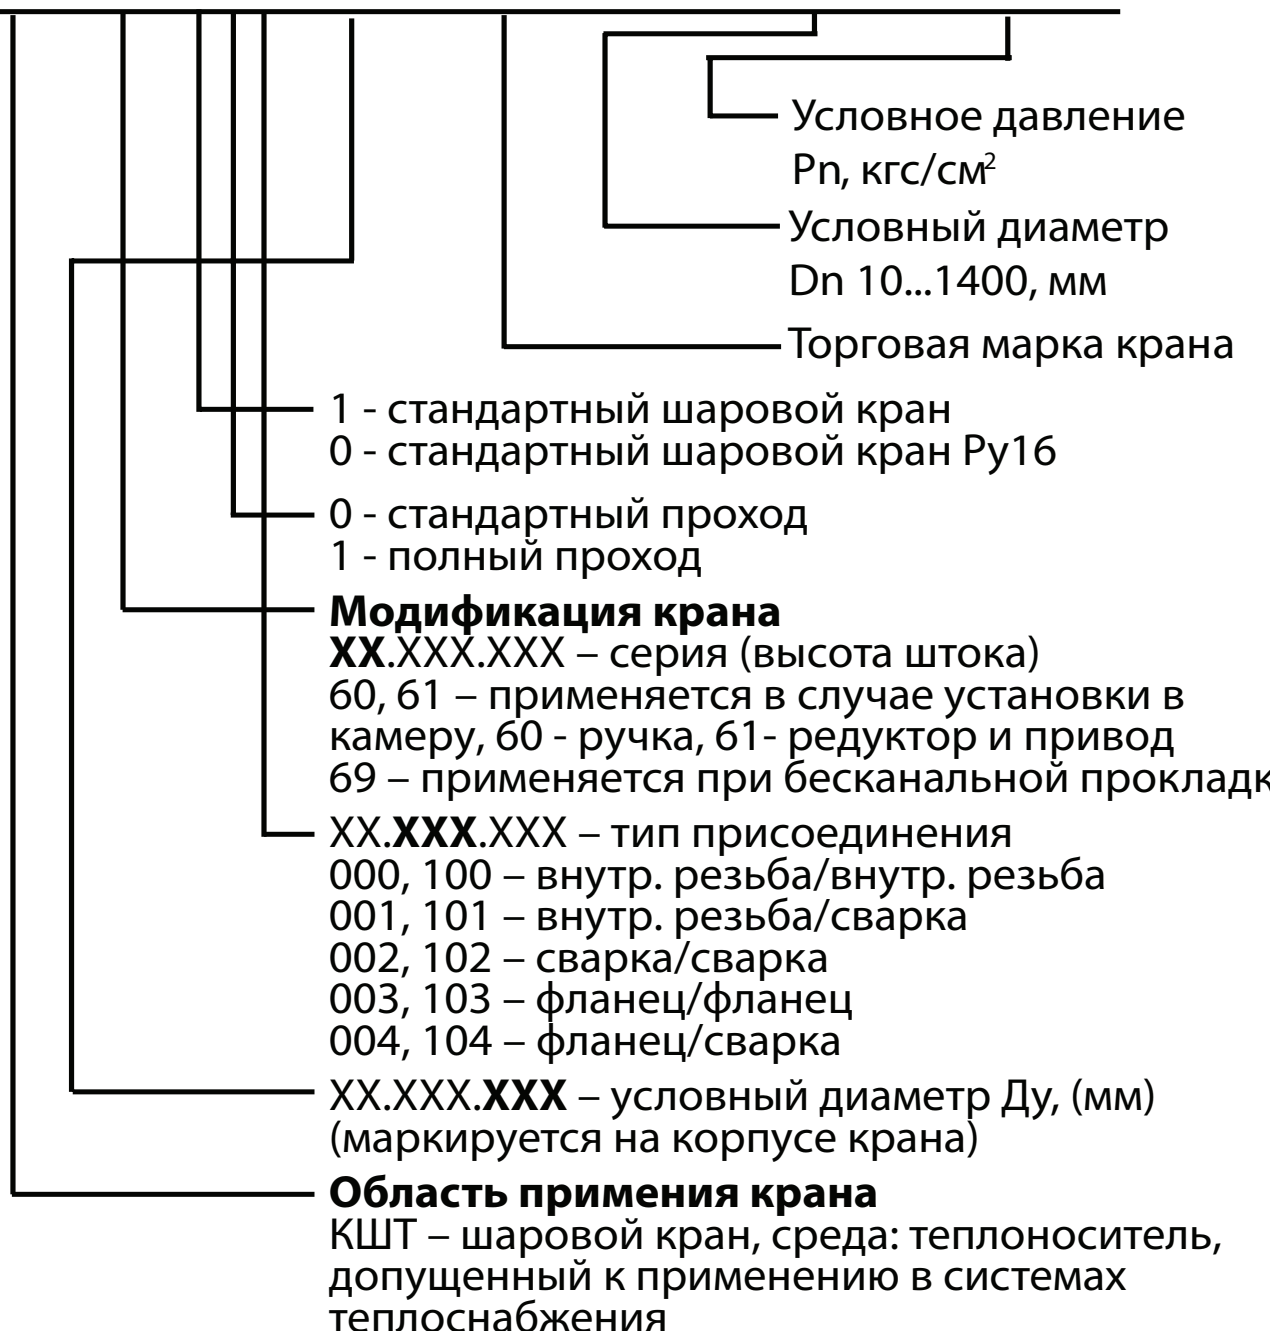 Условное давление
Pn, кгс/см²
Условный диаметр
Dn 10...1400, мм
Торговая марка крана
1 - стандартный шаровой кран
0 - стандартный шаровой кран Ру16
0 - стандартный проход
1 - полный проход
Модификация крана
XX.XXX.XXX – серия (высота штока)
60, 61 – применяется в случае установки в
камеру, 60 - ручка, 61- редуктор и привод
69 – применяется при бесканальной прокладк
XX.XXX.XXX – тип присоединения
000, 100 – внутр. резьба/внутр. резьба
001, 101 – внутр. резьба/сварка
002, 102 – сварка/сварка
003, 103 – фланец/фланец
004, 104 – фланец/сварка
XX.XXX.XXX – условный диаметр Ду, (мм)
(маркируется на корпусе крана)
Область примения крана
КШТ – шаровой кран, среда: теплоноситель,
допущенный к применению в системах
теплоснабжения